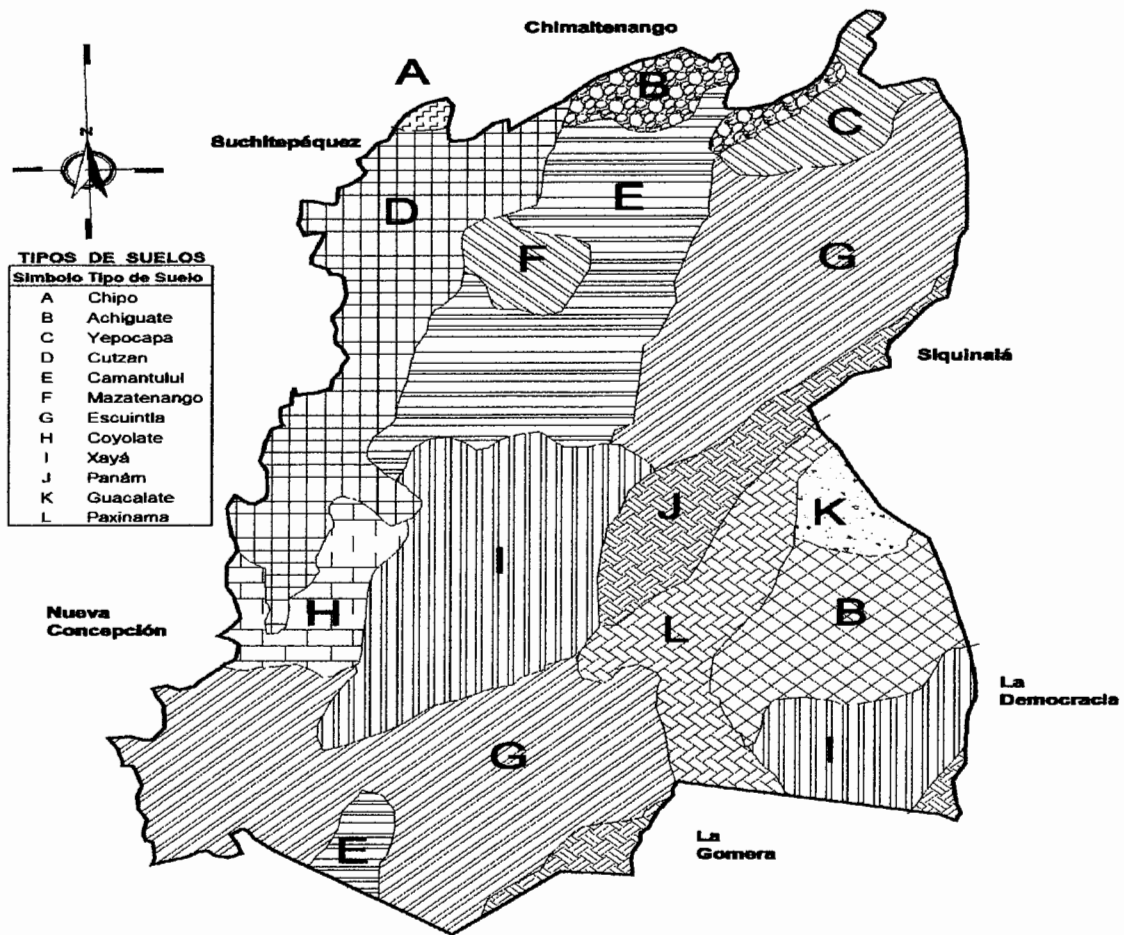 Chimaltenango
A
B
C
Suchitepéquez
N
D
E
F
G
TIPOS DE SUELOS
Simbolo Tipo de Suelo
A Chipo
B Achiguate
C Yepocapa
D Cutzan
E Camantulul
F Mazatenango
G Escuintla
H Coyolate
I Xayá
J Panám
K Guacalate
L Paxinama
Siquinalá
J
K
I
Nueva
Concepción
H
L
B
La
Democracia
G
I
E
La
Gomera